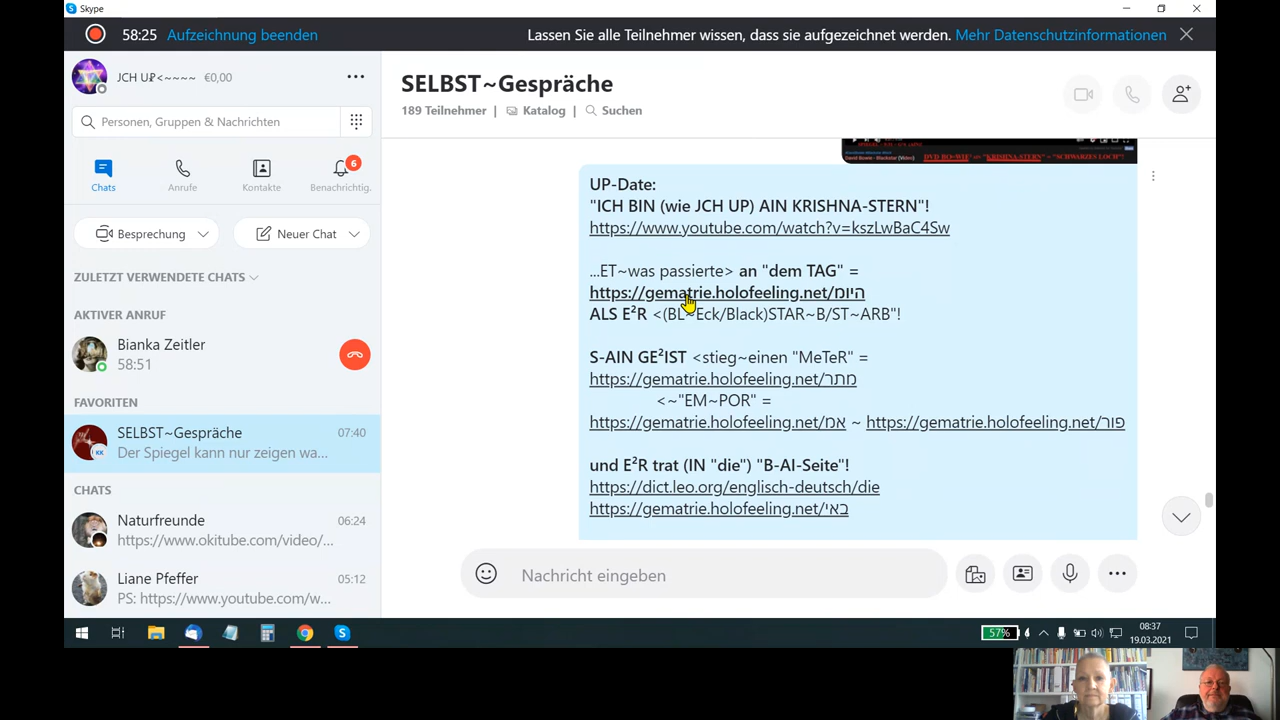 Skype
58:25 Aufzeichnung beenden
Lassen Sie alle Teilnehmer wissen, dass sie aufgezeichnet werden. Mehr Datenschutzinformationen
JCH UP<~~~~ €0,00
Personen, Gruppen & Nachrichten
Chats
Anrufe
Kontakte
6
Benachrichtig.
Besprechung
Neuer Chat
ZULETZT VERWENDETE CHATS
AKTIVER ANRUF
Bianka Zeitler
58:51
FAVORITEN
SELBST~Gespräche 07:40
KK
Der Spiegel kann nur zeigen wa...
CHATS
Naturfreunde 06:24
https://www.okitube.com/video/...
Liane Pfeffer 05:12
PS: https://www.youtube.com/w...
SELBST~Gespräche
189 Teilnehmer | Katalog | Suchen
UP-Date:
"ICH BIN (wie JCH UP) AIN KRISHNA-STERN"!
https://www.youtube.com/watch?v=kszLwBaC4Sw
...ET~was passierte> an "dem TAG" =
https://gematrie.holofeeling.net/היומ
ALS E²R <(BL~Eck/Black)STAR~B/ST~ARB"!
S-AIN GE²IST <stieg~einen "MeTeR" =
https://gematrie.holofeeling.net/מתר
<~"EM~POR" =
https://gematrie.holofeeling.net/אמ ~ https://gematrie.holofeeling.net/פור
und E²R trat (IN "die") "B-AI-Seite"!
https://dict.leo.org/englisch-deutsch/die
https://gematrie.holofeeling.net/באי
Nachricht eingeben
57%
08:37
19.03.2021